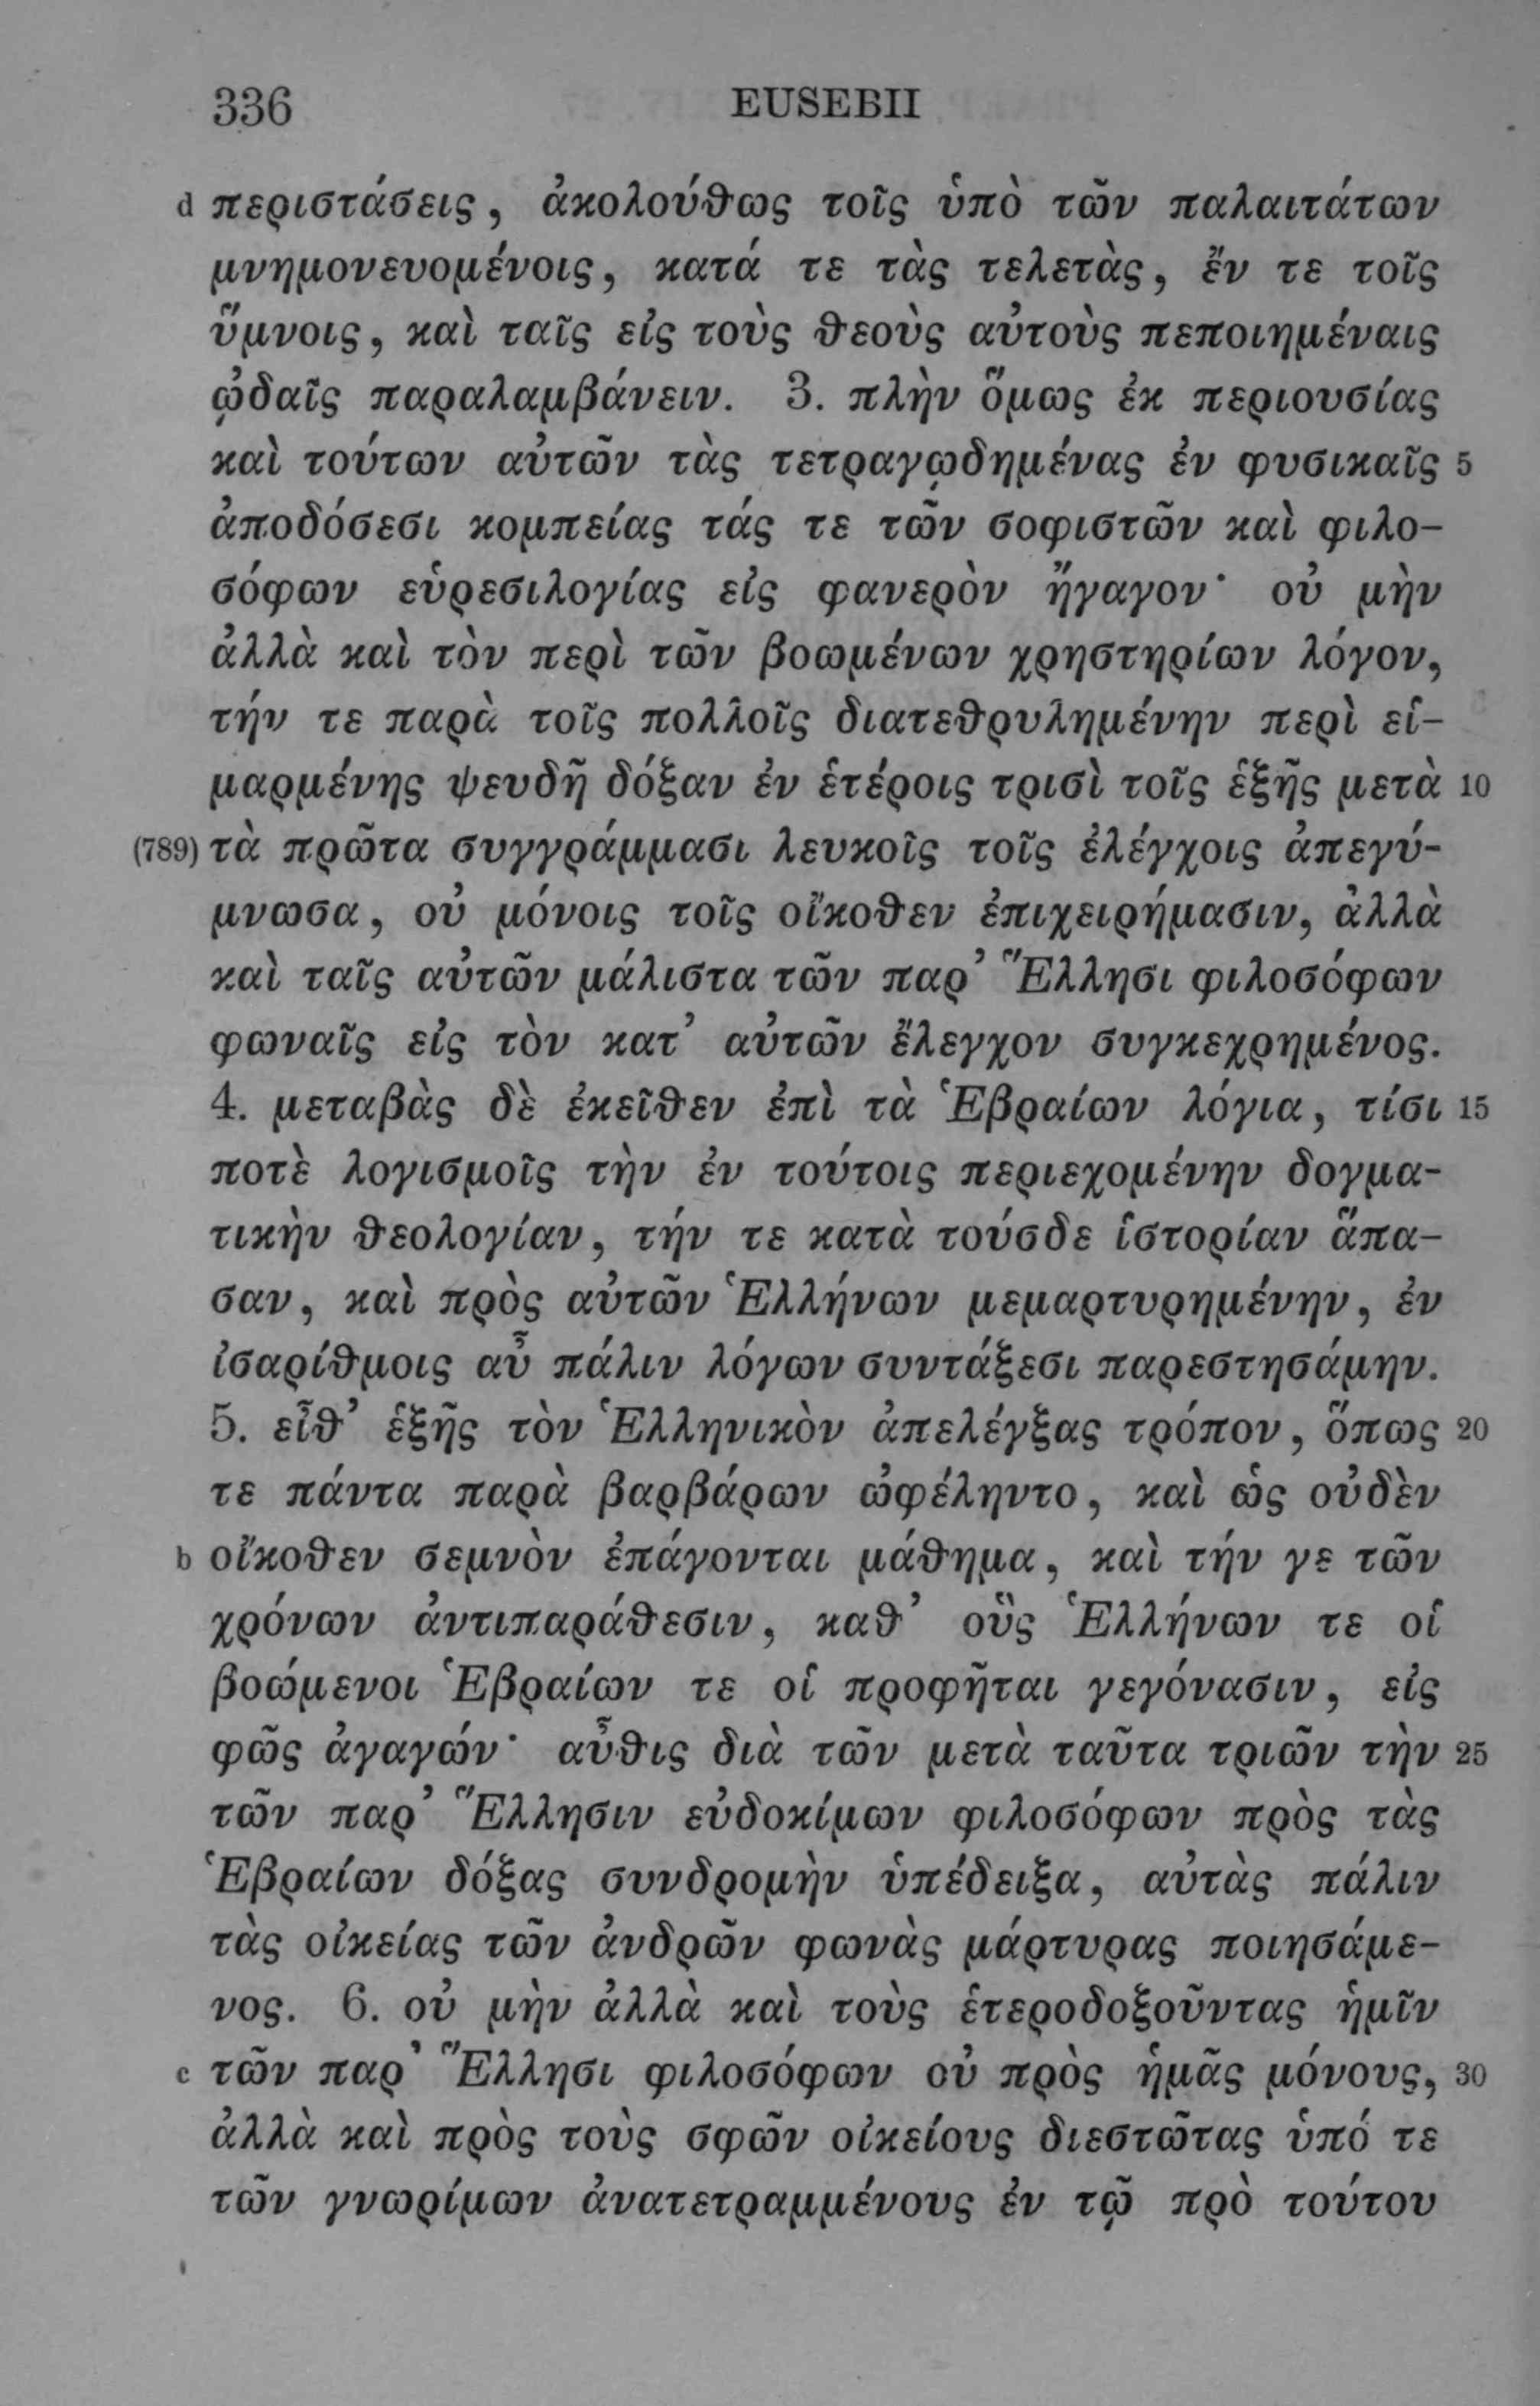 336 EUSEBII
d περιστάσεις, ἀκολούθως τοῖς ὑπὸ τῶν παλαιτάτων
μνημονευομένοις, κατά τε τὰς τελετὰς, ἔν τε τοῖς
ὕμνοις, καὶ ταῖς εἰς τοὺς θεοὺς αὐτοὺς πεποιημέναις
ᾠδαῖς παραλαμβάνειν. 3. πλὴν ὅμως ἐκ περιουσίας
καὶ τούτων αὐτῶν τὰς τετραγῳδημένας ἐν φυσικαῖς 5
ἀποδόσεσι κομπείας τάς τε τῶν σοφιστῶν καὶ φιλο-
σόφων εὑρεσιλογίας εἰς φανερὸν ἤγαγον· οὐ μὴν
ἀλλὰ καὶ τὸν περὶ τῶν βοωμένων χρηστηρίων λόγον,
τήν τε παρὰ τοῖς πολλοῖς διατεθρυλημένην περὶ εἱ-
μαρμένης ψευδῆ δόξαν ἐν ἑτέροις τρισὶ τοῖς ἑξῆς μετὰ 10
(789) τὰ πρῶτα συγγράμμασι λευκοῖς τοῖς ἐλέγχοις ἀπεγύ-
μνωσα, οὐ μόνοις τοῖς οἴκοθεν ἐπιχειρήμασιν, ἀλλὰ
καὶ ταῖς αὐτῶν μάλιστα τῶν παρ’ Ἕλλησι φιλοσόφων
φωναῖς εἰς τὸν κατ’ αὐτῶν ἔλεγχον συγκεχρημένος.
4. μεταβὰς δὲ ἐκεῖθεν ἐπὶ τὰ Ἑβραίων λόγια, τίσι 15
ποτὲ λογισμοῖς τὴν ἐν τούτοις περιεχομένην δογμα-
τικὴν θεολογίαν, τήν τε κατὰ τούσδε ἱστορίαν ἅπα-
σαν, καὶ πρὸς αὐτῶν Ἑλλήνων μεμαρτυρημένην, ἐν
ἰσαρίθμοις αὖ πάλιν λόγων συντάξεσι παρεστησάμην.
5. εἶθ’ ἑξῆς τὸν Ἑλληνικὸν ἀπελέγξας τρόπον, ὅπως 20
τε πάντα παρὰ βαρβάρων ὠφέληντο, καὶ ὡς οὐδὲν
b οἴκοθεν σεμνὸν ἐπάγονται μάθημα, καὶ τήν γε τῶν
χρόνων ἀντιπαράθεσιν, καθ’ οὓς Ἑλλήνων τε οἱ
βοώμενοι Ἑβραίων τε οἱ προφῆται γεγόνασιν, εἰς
φῶς ἀγαγών· αὖθις διὰ τῶν μετὰ ταῦτα τριῶν τὴν 25
τῶν παρ’ Ἕλλησιν εὐδοκίμων φιλοσόφων πρὸς τὰς
Ἑβραίων δόξας συνδρομὴν ὑπέδειξα, αὐτὰς πάλιν
τὰς οἰκείας τῶν ἀνδρῶν φωνὰς μάρτυρας ποιησάμε-
νος. 6. οὐ μὴν ἀλλὰ καὶ τοὺς ἑτεροδοξοῦντας ἡμῖν
c τῶν παρ’ Ἕλλησι φιλοσόφων οὐ πρὸς ἡμᾶς μόνους, 30
ἀλλὰ καὶ πρὸς τοὺς σφῶν οἰκείους διεστῶτας ὑπό τε
τῶν γνωρίμων ἀνατετραμμένους ἐν τῷ πρὸ τούτου